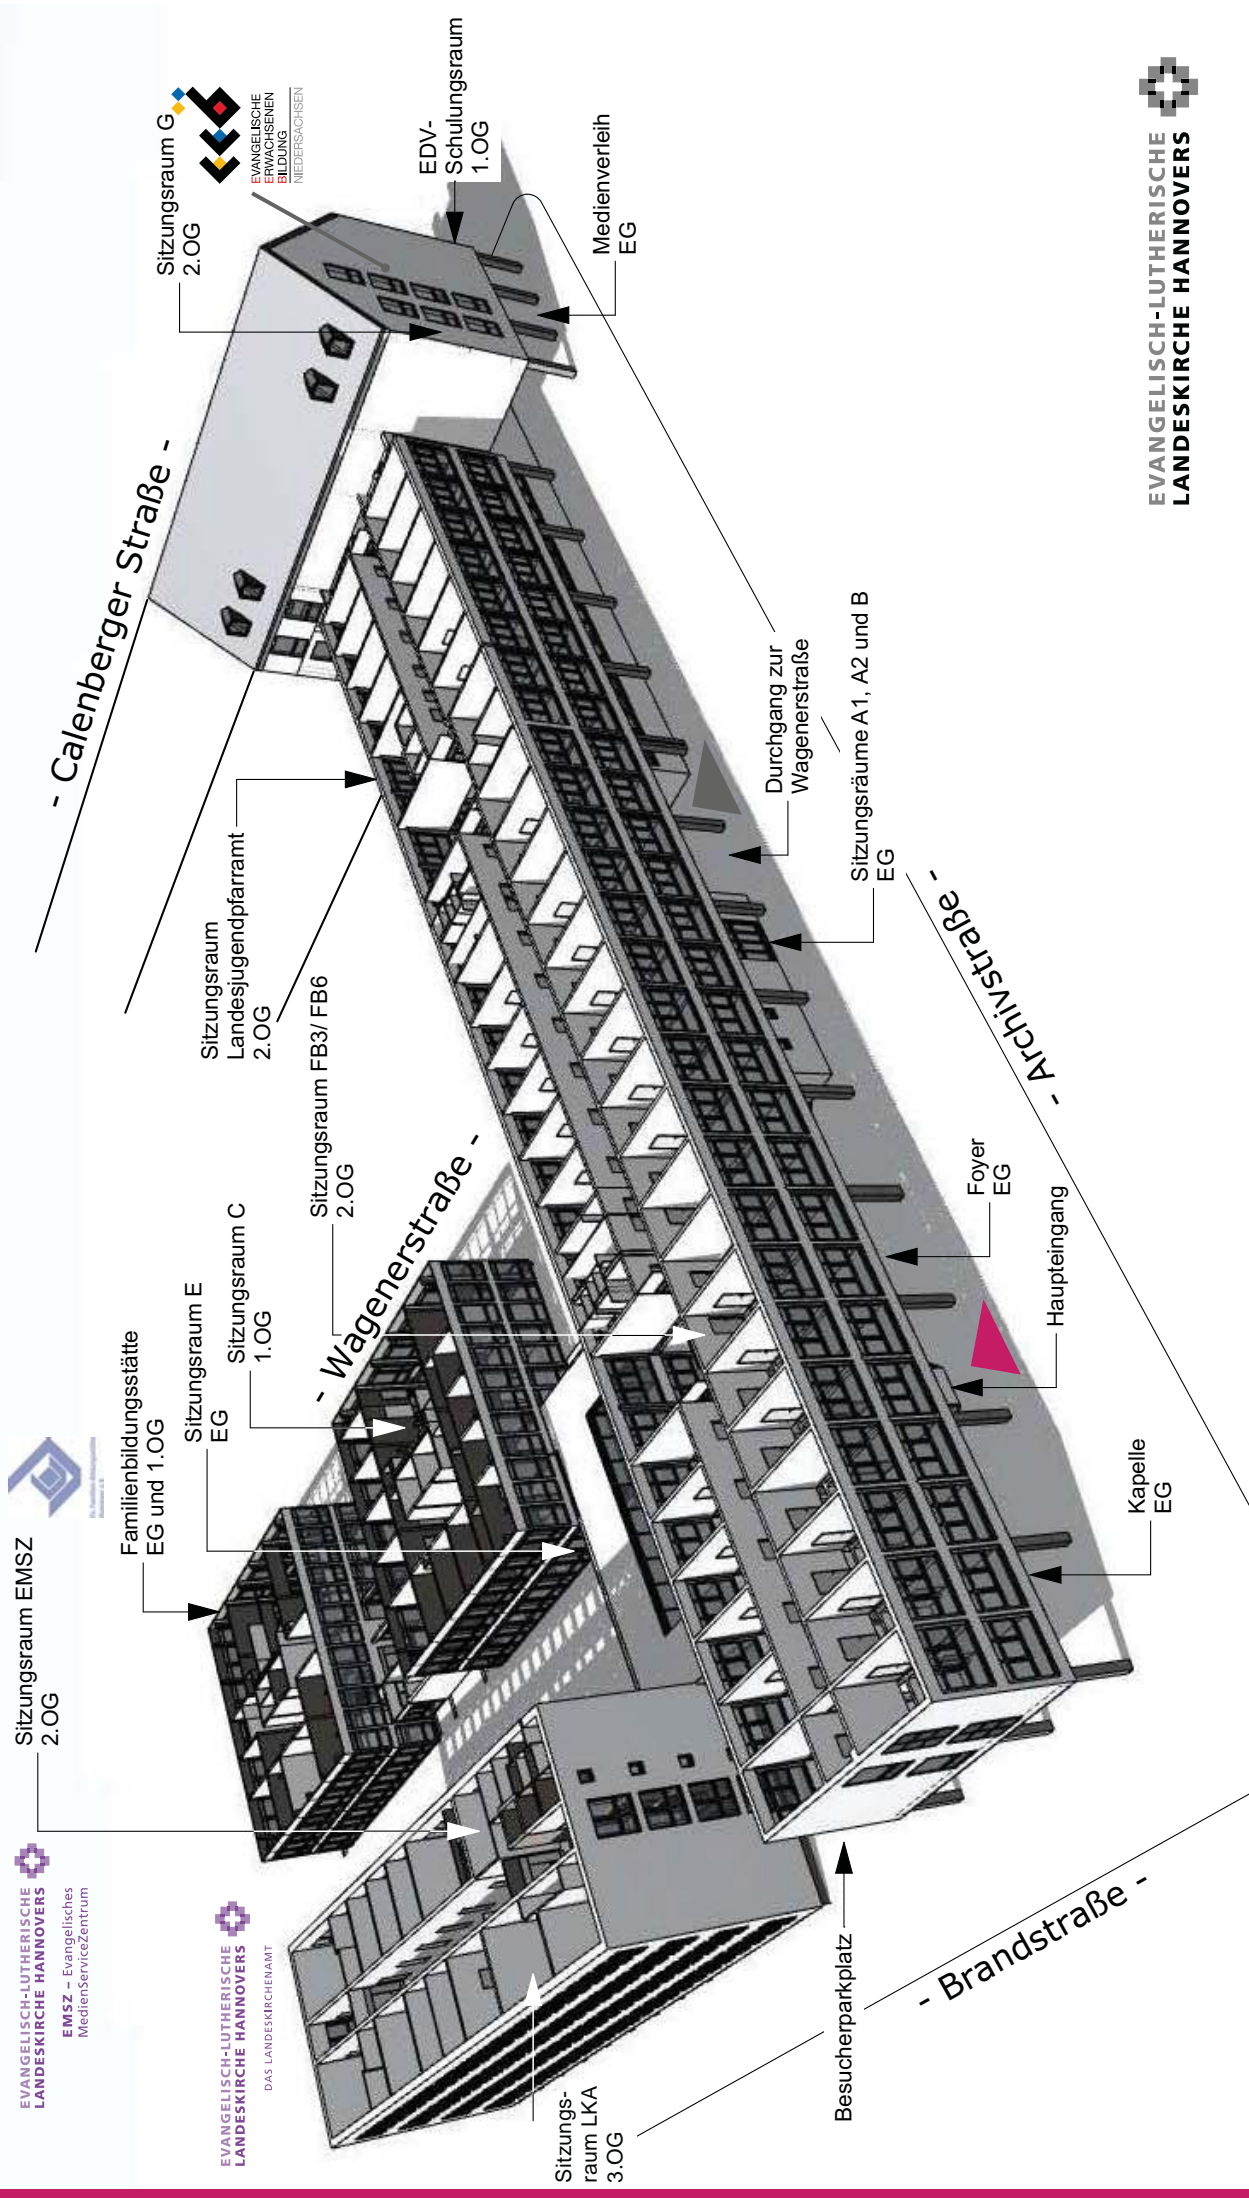 EVANGELISCH-LUTHERISCHE
LANDESKIRCHE HANNOVERS
EMSZ – Evangelisches
MedienServiceZentrum
EVANGELISCH-LUTHERISCHE
LANDESKIRCHE HANNOVERS
DAS LANDESKIRCHENAMT
Sitzungsraum EMSZ
2.OG
Familienbildungsstätte
EG und 1.OG
Sitzungsraum E
EG
Sitzungsraum C
1.OG
Sitzungsraum FB3/ FB6
2.OG
Sitzungsraum
Landesjugendpfarramt
2.OG
- Calenberger Straße -
Sitzungsraum G
2.OG
EVANGELISCHE
ERWACHSENEN
BILDUNG
NIEDERSACHSEN
EDV-
Schulungsraum
1.OG
Medienverleih
EG
- Wagenerstraße -
Sitzungs-
raum LKA
3.OG
Besucherparkplatz
- Brandstraße -
Kapelle
EG
Haupteingang
Foyer
EG
- Archivstraße -
Sitzungsräume A1, A2 und B
EG
Durchgang zur
Wagenerstraße
EVANGELISCH-LUTHERISCHE
LANDESKIRCHE HANNOVERS